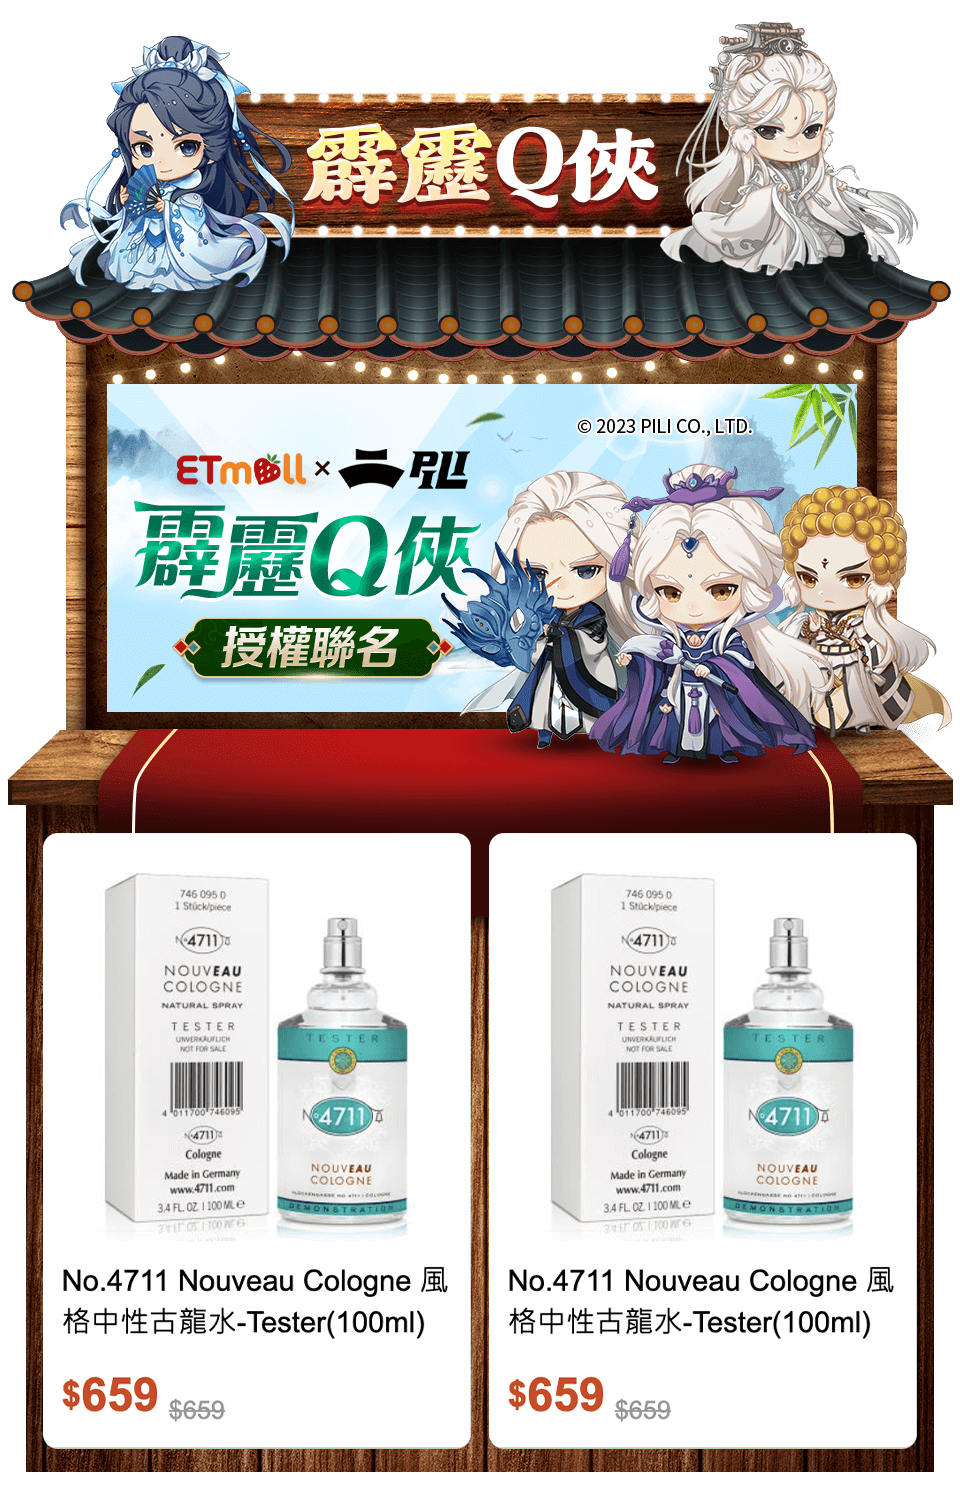 霹靂Q俠
© 2023 PILI CO., LTD.
ETmall × PILI
霹靂Q俠
授權聯名
746 095 0
1 Stück/piece
Nº4711
NOUVEAU
COLOGNE
NATURAL SPRAY
TESTER
UNVERKÄUFLICH
NOT FOR SALE
4 011700 746095
Nº4711
Cologne
Made in Germany
www.4711.com
3.4 FL. OZ. | 100 ML e
TESTER
Nº4711
NOUVEAU
COLOGNE
DEMONSTRATION
No.4711 Nouveau Cologne 風
格中性古龍水-Tester(100ml)
$659 $659
746 095 0
1 Stück/piece
Nº4711
NOUVEAU
COLOGNE
NATURAL SPRAY
TESTER
UNVERKÄUFLICH
NOT FOR SALE
4 011700 746095
Nº4711
Cologne
Made in Germany
www.4711.com
3.4 FL. OZ. | 100 ML e
TESTER
Nº4711
NOUVEAU
COLOGNE
DEMONSTRATION
No.4711 Nouveau Cologne 風
格中性古龍水-Tester(100ml)
$659 $659